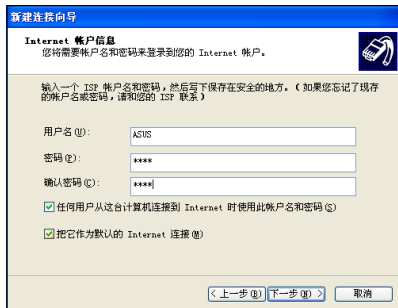 新建连接向导
Internet 帐户信息
您将需要帐户名和密码来登录到您的 Internet 帐户。
输入一个 ISP 帐户名和密码，然后写下保存在安全的地方。（如果您忘记了现存
的帐户名或密码，请和您的 ISP 联系）
用户名(U): ASUS
密码(P): ****
确认密码(C): ****
任何用户从这台计算机连接到 Internet 时使用此帐户名和密码(S)
把它作为默认的 Internet 连接(M)
<上一步(B) 下一步(N)> 取消